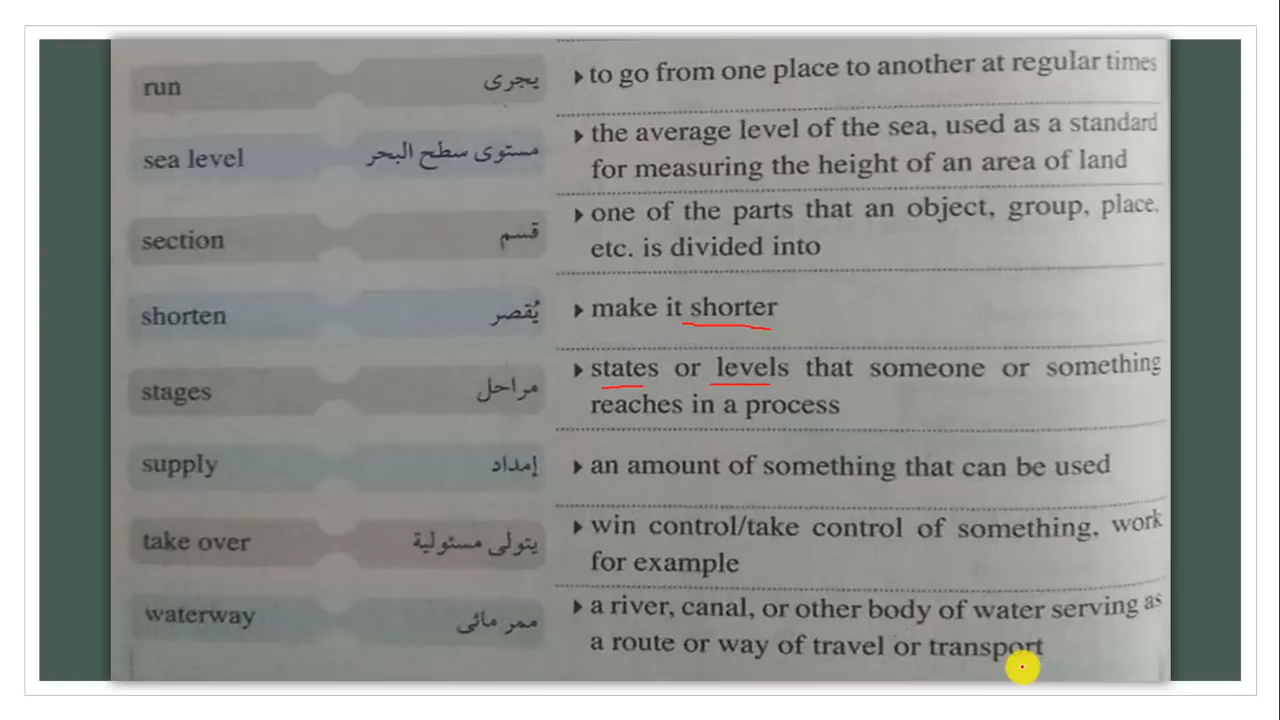 run يجرى ▸ to go from one place to another at regular times
sea level مستوى سطح البحر ▸ the average level of the sea, used as a standard
for measuring the height of an area of land
section قسم ▸ one of the parts that an object, group, place,
etc. is divided into
shorten يُقصر ▸ make it shorter
stages مراحل ▸ states or levels that someone or something
reaches in a process
supply إمداد ▸ an amount of something that can be used
take over يتولى مسئولية ▸ win control/take control of something, work
for example
waterway ممر مائى ▸ a river, canal, or other body of water serving as
a route or way of travel or transport